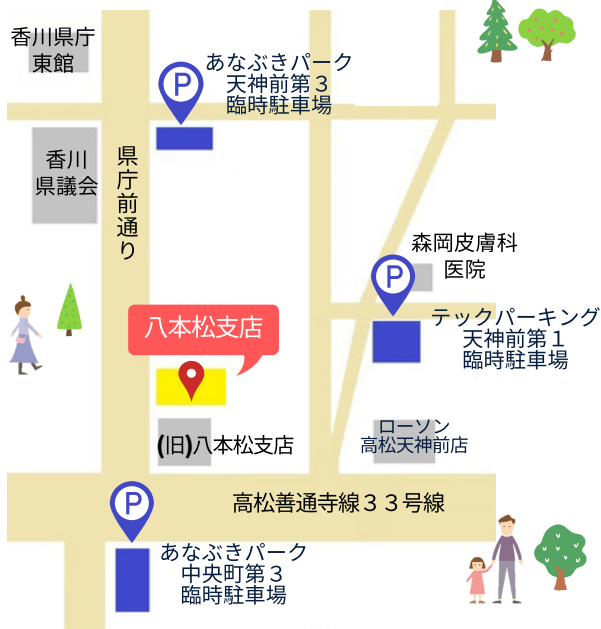 香川県庁
東館
あなぶきパーク
天神前第３
臨時駐車場
P
香川
県議会
県庁前通り
森岡皮膚科
医院
P
テックパーキング
天神前第１
臨時駐車場
八本松支店
ローソン
高松天神前店
(旧)八本松支店
高松善通寺線３３号線
P
あなぶきパーク
中央町第３
臨時駐車場